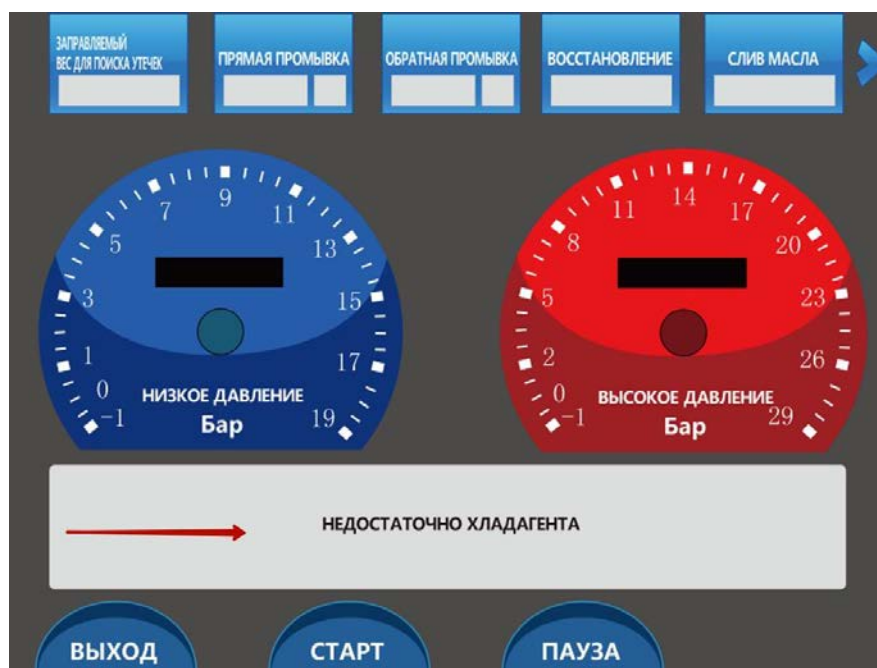 ЗАПРАВЛЯЕМЫЙ
ВЕС ДЛЯ ПОИСКА УТЕЧЕК
ПРЯМАЯ ПРОМЫВКА
ОБРАТНАЯ ПРОМЫВКА
ВОССТАНОВЛЕНИЕ
СЛИВ МАСЛА
-1
0
1
3
5
7
9
11
13
15
17
19
НИЗКОЕ ДАВЛЕНИЕ
Бар
-1
0
2
5
8
11
14
17
20
23
26
29
ВЫСОКОЕ ДАВЛЕНИЕ
Бар
НЕДОСТАТОЧНО ХЛАДАГЕНТА
ВЫХОД
СТАРТ
ПАУЗА